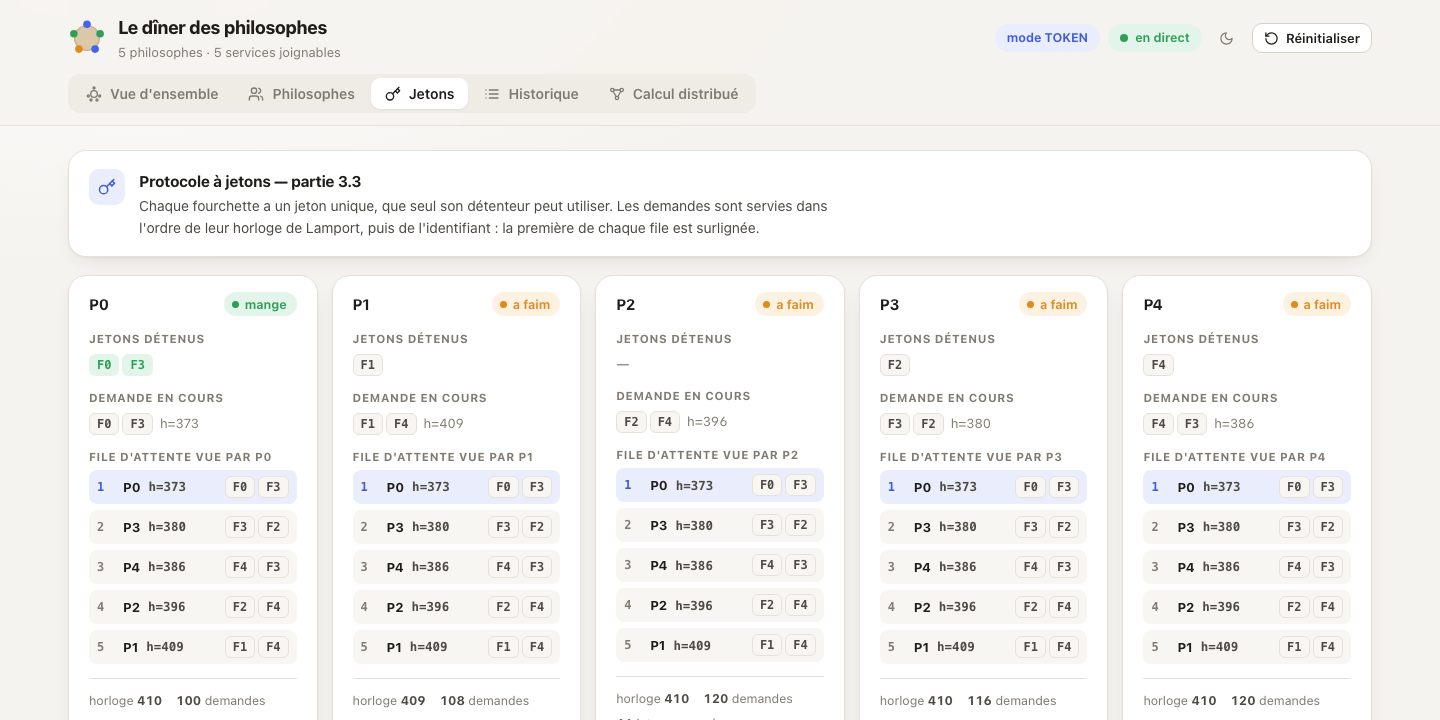 Le dîner des philosophes
5 philosophes · 5 services joignables
mode TOKEN
en direct
Réinitialiser
Vue d'ensemble
Philosophes
Jetons
Historique
Calcul distribué
Protocole à jetons — partie 3.3
Chaque fourchette a un jeton unique, que seul son détenteur peut utiliser. Les demandes sont servies dans
l'ordre de leur horloge de Lamport, puis de l'identifiant : la première de chaque file est surlignée.
P0 mange
JETONS DÉTENUS
F0 F3
DEMANDE EN COURS
F0 F3 h=373
FILE D'ATTENTE VUE PAR P0
1 P0 h=373 F0 F3
2 P3 h=380 F3 F2
3 P4 h=386 F4 F3
4 P2 h=396 F2 F4
5 P1 h=409 F1 F4
horloge 410 100 demandes
P1 a faim
JETONS DÉTENUS
F1
DEMANDE EN COURS
F1 F4 h=409
FILE D'ATTENTE VUE PAR P1
1 P0 h=373 F0 F3
2 P3 h=380 F3 F2
3 P4 h=386 F4 F3
4 P2 h=396 F2 F4
5 P1 h=409 F1 F4
horloge 409 108 demandes
P2 a faim
JETONS DÉTENUS
—
DEMANDE EN COURS
F2 F4 h=396
FILE D'ATTENTE VUE PAR P2
1 P0 h=373 F0 F3
2 P3 h=380 F3 F2
3 P4 h=386 F4 F3
4 P2 h=396 F2 F4
5 P1 h=409 F1 F4
horloge 410 120 demandes
P3 a faim
JETONS DÉTENUS
F2
DEMANDE EN COURS
F3 F2 h=380
FILE D'ATTENTE VUE PAR P3
1 P0 h=373 F0 F3
2 P3 h=380 F3 F2
3 P4 h=386 F4 F3
4 P2 h=396 F2 F4
5 P1 h=409 F1 F4
horloge 410 116 demandes
P4 a faim
JETONS DÉTENUS
F4
DEMANDE EN COURS
F4 F3 h=386
FILE D'ATTENTE VUE PAR P4
1 P0 h=373 F0 F3
2 P3 h=380 F3 F2
3 P4 h=386 F4 F3
4 P2 h=396 F2 F4
5 P1 h=409 F1 F4
horloge 410 120 demandes